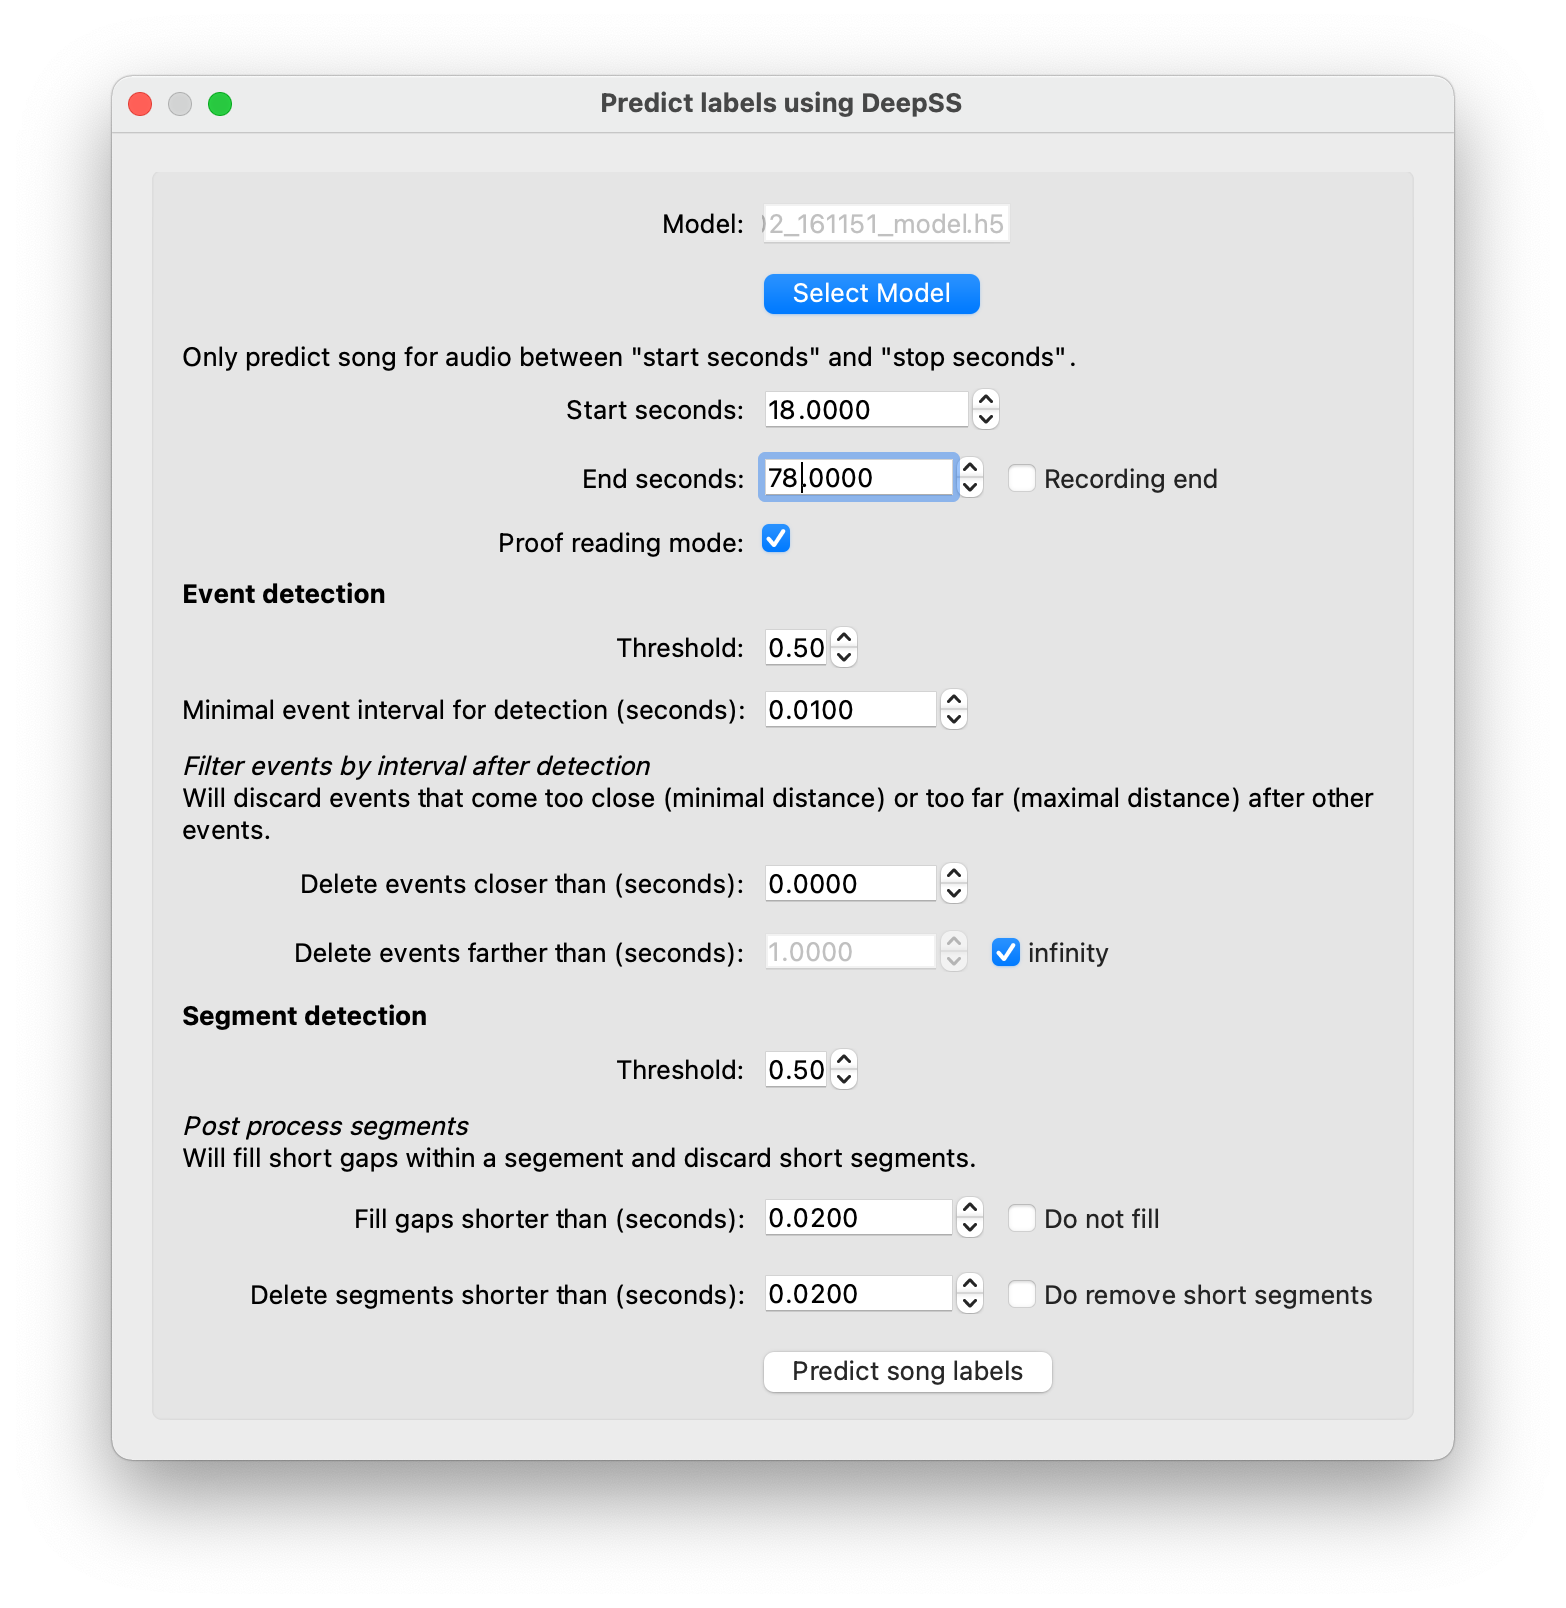 Predict labels using DeepSS
Model: 02_161151_model.h5
Select Model
Only predict song for audio between "start seconds" and "stop seconds".
Start seconds: 18.0000
End seconds: 78.0000 Recording end
Proof reading mode:
Event detection
Threshold: 0.50
Minimal event interval for detection (seconds): 0.0100
Filter events by interval after detection
Will discard events that come too close (minimal distance) or too far (maximal distance) after other
events.
Delete events closer than (seconds): 0.0000
Delete events farther than (seconds): 1.0000 infinity
Segment detection
Threshold: 0.50
Post process segments
Will fill short gaps within a segement and discard short segments.
Fill gaps shorter than (seconds): 0.0200 Do not fill
Delete segments shorter than (seconds): 0.0200 Do remove short segments
Predict song labels